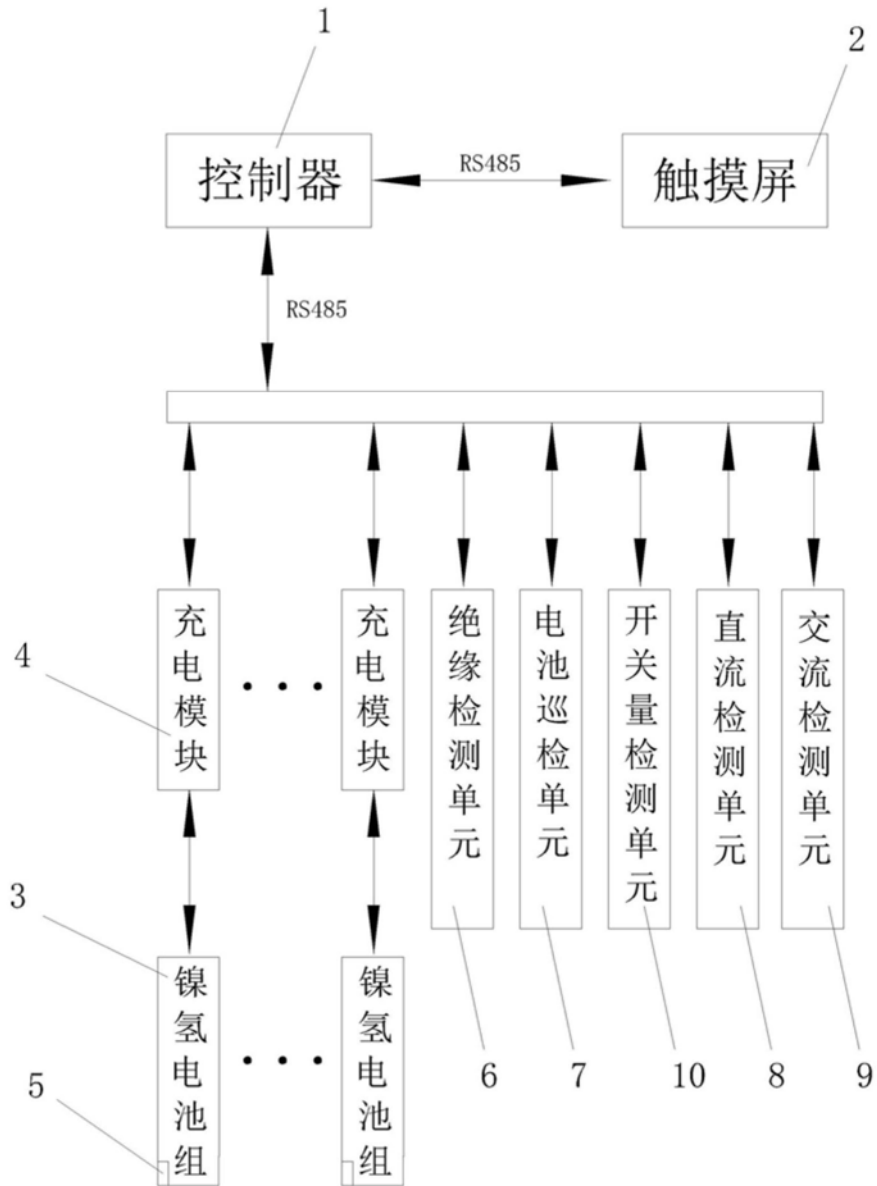 1
2
控制器
RS485
触摸屏
RS485
充电模块
充电模块
绝缘检测单元
电池巡检单元
开关量检测单元
直流检测单元
交流检测单元
4
3
镍氢电池组
镍氢电池组
5
6
7
10
8
9